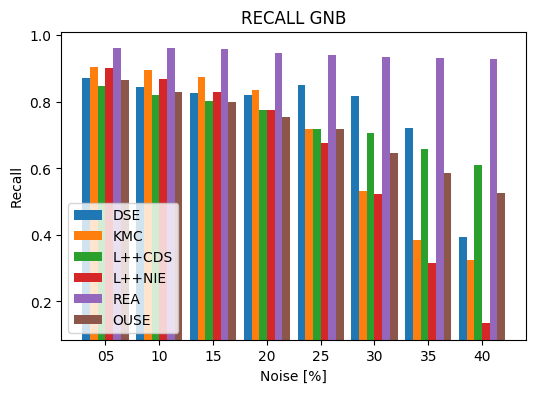 RECALL GNB
1.0
0.8
0.6
0.4
0.2
Recall
DSE
KMC
L++CDS
L++NIE
REA
OUSE
05 10 15 20 25 30 35 40
Noise [%]